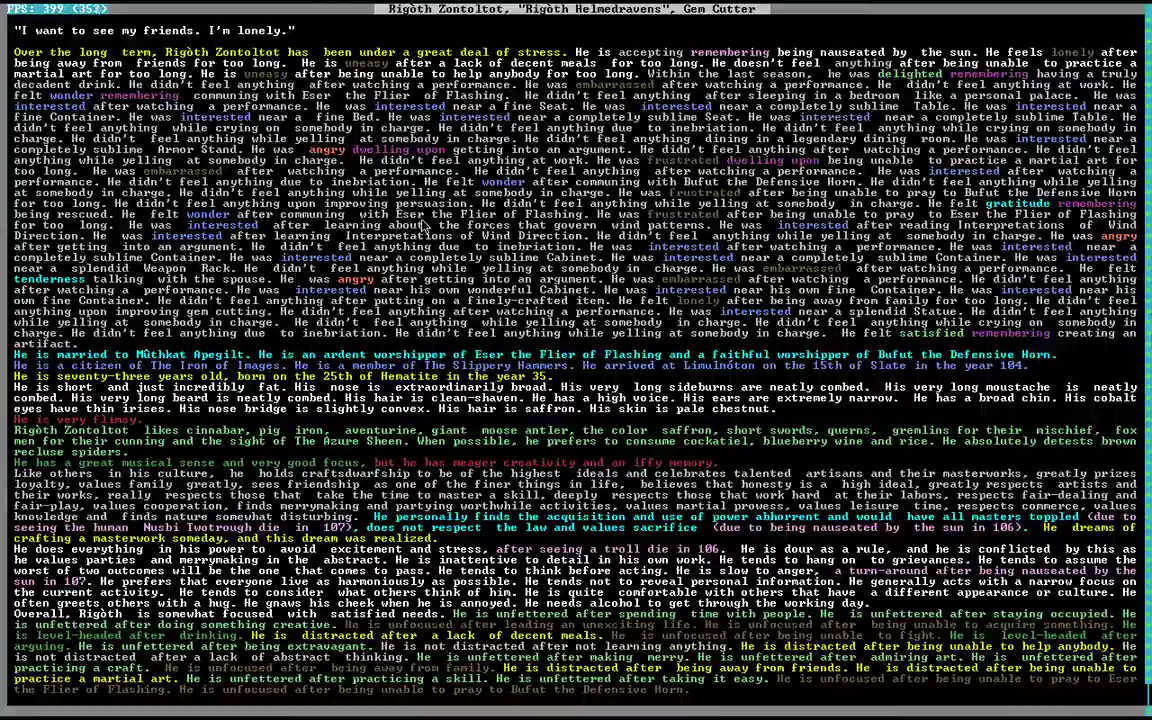 FPS: 399 (352)
Rigòth Zontoltot, "Rigòth Helmedravens", Gem Cutter
"I want to see my friends. I'm lonely."
Over the long term, Rigòth Zontoltot has been under a great deal of stress. He is accepting remembering being nauseated by the sun. He feels lonely after
being away from friends for too long. He is uneasy after a lack of decent meals for too long. He doesn't feel anything after being unable to practice a
martial art for too long. He is uneasy after being unable to help anybody for too long. Within the last season, he was delighted remembering having a truly
decadent drink. He didn't feel anything after watching a performance. He was embarrassed after watching a performance. He didn't feel anything at work. He
felt wonder remembering communing with Eser the Flier of Flashing. He didn't feel anything after sleeping in a bedroom like a personal palace. He was
interested after watching a performance. He was interested near a fine Seat. He was interested near a completely sublime Table. He was interested near a
fine Container. He was interested near a fine Bed. He was interested near a completely sublime Seat. He was interested near a completely sublime Table. He
didn't feel anything while crying on somebody in charge. He didn't feel anything due to inebriation. He didn't feel anything while crying on somebody in
charge. He didn't feel anything while yelling at somebody in charge. He didn't feel anything dining in a legendary dining room. He was interested near a
completely sublime Armor Stand. He was angry dwelling upon getting into an argument. He didn't feel anything after watching a performance. He didn't feel
anything while yelling at somebody in charge. He didn't feel anything at work. He was frustrated dwelling upon being unable to practice a martial art for
too long. He was embarrassed after watching a performance. He didn't feel anything after watching a performance. He was interested after watching a
performance. He didn't feel anything due to inebriation. He felt wonder after communing with Bufut the Defensive Horn. He didn't feel anything while yelling
at somebody in charge. He didn't feel anything while yelling at somebody in charge. He was frustrated after being unable to pray to Bufut the Defensive Horn
for too long. He didn't feel anything upon improving persuasion. He didn't feel anything while yelling at somebody in charge. He felt gratitude remembering
being rescued. He felt wonder after communing with Eser the Flier of Flashing. He was frustrated after being unable to pray to Eser the Flier of Flashing
for too long. He was interested after learning about the forces that govern wind patterns. He was interested after reading Interpretations of Wind
Direction. He was interested after learning Interpretations of Wind Direction. He didn't feel anything while yelling at somebody in charge. He was angry
after getting into an argument. He didn't feel anything due to inebriation. He was interested after watching a performance. He was interested near a
completely sublime Container. He was interested near a completely sublime Cabinet. He was interested near a completely sublime Container. He was interested
near a splendid Weapon Rack. He didn't feel anything while yelling at somebody in charge. He was embarrassed after watching a performance. He felt
tenderness talking with the spouse. He was angry after getting into an argument. He was embarrassed after watching a performance. He didn't feel anything
after watching a performance. He was interested near his own wonderful Cabinet. He was interested near his own fine Container. He was interested near his
own fine Container. He didn't feel anything after putting on a finely-crafted item. He felt lonely after being away from family for too long. He didn't feel
anything upon improving gem cutting. He didn't feel anything after watching a performance. He was interested near a splendid Statue. He didn't feel anything
while yelling at somebody in charge. He didn't feel anything while yelling at somebody in charge. He didn't feel anything while crying on somebody in
charge. He didn't feel anything due to inebriation. He didn't feel anything while yelling at somebody in charge. He felt satisfied remembering creating an
artifact.
He is married to Mûthkat Apegilt. He is an ardent worshipper of Eser the Flier of Flashing and a faithful worshipper of Bufut the Defensive Horn.
He is a citizen of The Iron of Images. He is a member of The Slippery Hammers. He arrived at Limulnöton on the 15th of Slate in the year 104.
He is seventy-three years old, born on the 25th of Hematite in the year 35.
He is short and just incredibly fat. His nose is extraordinarily broad. His very long sideburns are neatly combed. His very long moustache is neatly
combed. His very long beard is neatly combed. His hair is clean-shaven. He has a high voice. His ears are extremely narrow. He has a broad chin. His cobalt
eyes have thin irises. His nose bridge is slightly convex. His hair is saffron. His skin is pale chestnut.
He is very flimsy.
Rigòth Zontoltot likes cinnabar, pig iron, aventurine, giant moose antler, the color saffron, short swords, querns, gremlins for their mischief, fox
men for their cunning and the sight of The Azure Sheen. When possible, he prefers to consume cockatiel, blueberry wine and rice. He absolutely detests brown
recluse spiders.
He has a great musical sense and very good focus, but he has meager creativity and an iffy memory.
Like others in his culture, he holds craftsdwarfship to be of the highest ideals and celebrates talented artisans and their masterworks, greatly prizes
loyalty, values family greatly, sees friendship as one of the finer things in life, believes that honesty is a high ideal, greatly respects artists and
their works, really respects those that take the time to master a skill, deeply respects those that work hard at their labors, respects fair-dealing and
fair-play, values cooperation, finds merrymaking and partying worthwhile activities, values martial prowess, values leisure time, respects commerce, values
knowledge and finds nature somewhat disturbing. He personally finds the acquisition and use of power abhorrent and would have all masters toppled (due to
seeing the human Nushi Twotrough die in 107), does not respect the law and values sacrifice (due to being nauseated by the sun in 106). He dreams of
crafting a masterwork someday, and this dream was realized.
He does everything in his power to avoid excitement and stress, after seeing a troll die in 106. He is dour as a rule, and he is conflicted by this as
he values parties and merrymaking in the abstract. He is inattentive to detail in his own work. He tends to hang on to grievances. He tends to assume the
worst of two outcomes will be the one that comes to pass. He tends to think before acting. He is slow to anger, a turn-around after being nauseated by the
sun in 107. He prefers that everyone live as harmoniously as possible. He tends not to reveal personal information. He generally acts with a narrow focus on
the current activity. He tends to consider what others think of him. He is quite comfortable with others that have a different appearance or culture. He
often greets others with a hug. He gnaws his cheek when he is annoyed. He needs alcohol to get through the working day.
Overall, Rigòth is somewhat focused with satisfied needs. He is unfettered after spending time with people. He is unfettered after staying occupied. He
is unfettered after doing something creative. He is unfocused after leading an unexciting life. He is unfocused after being unable to acquire something. He
is level-headed after drinking. He is distracted after a lack of decent meals. He is unfocused after being unable to fight. He is level-headed after
arguing. He is unfettered after being extravagant. He is not distracted after not learning anything. He is distracted after being unable to help anybody. He
is not distracted after a lack of abstract thinking. He is unfettered after making merry. He is unfettered after admiring art. He is unfettered after
practicing a craft. He is unfocused after being away from family. He is distracted after being away from friends. He is distracted after being unable to
practice a martial art. He is unfettered after practicing a skill. He is unfettered after taking it easy. He is unfocused after being unable to pray to Eser
the Flier of Flashing. He is unfocused after being unable to pray to Bufut the Defensive Horn.